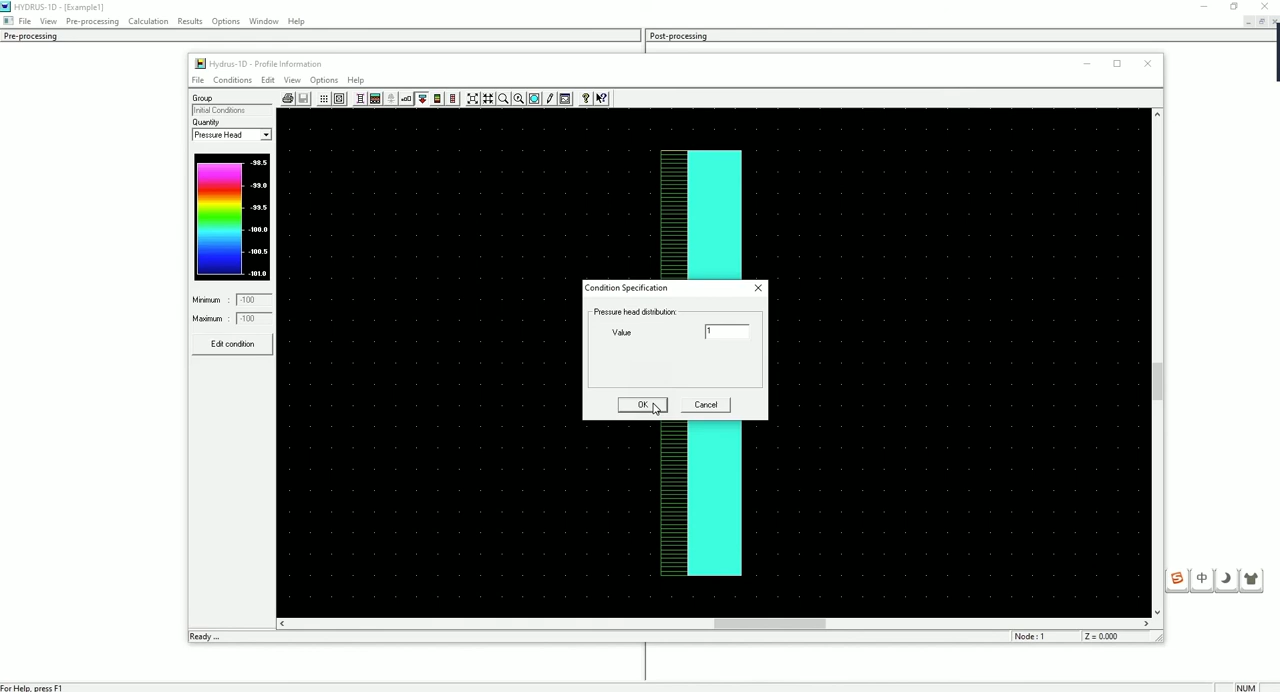 HYDRUS-1D - [Example1]
File View Pre-processing Calculation Results Options Window Help
Pre-processing
Post-processing
Hydrus-1D - Profile Information
File Conditions Edit View Options Help
Group
Initial Conditions
Quantity
Pressure Head
-98.5
-99.0
-99.5
-100.0
-100.5
-101.0
Minimum : -100
Maximum : -100
Edit condition
Condition Specification
Pressure head distribution:
Value 1
OK Cancel
中
Ready ...
Node: 1 Z = 0.000
For Help, press F1
NUM